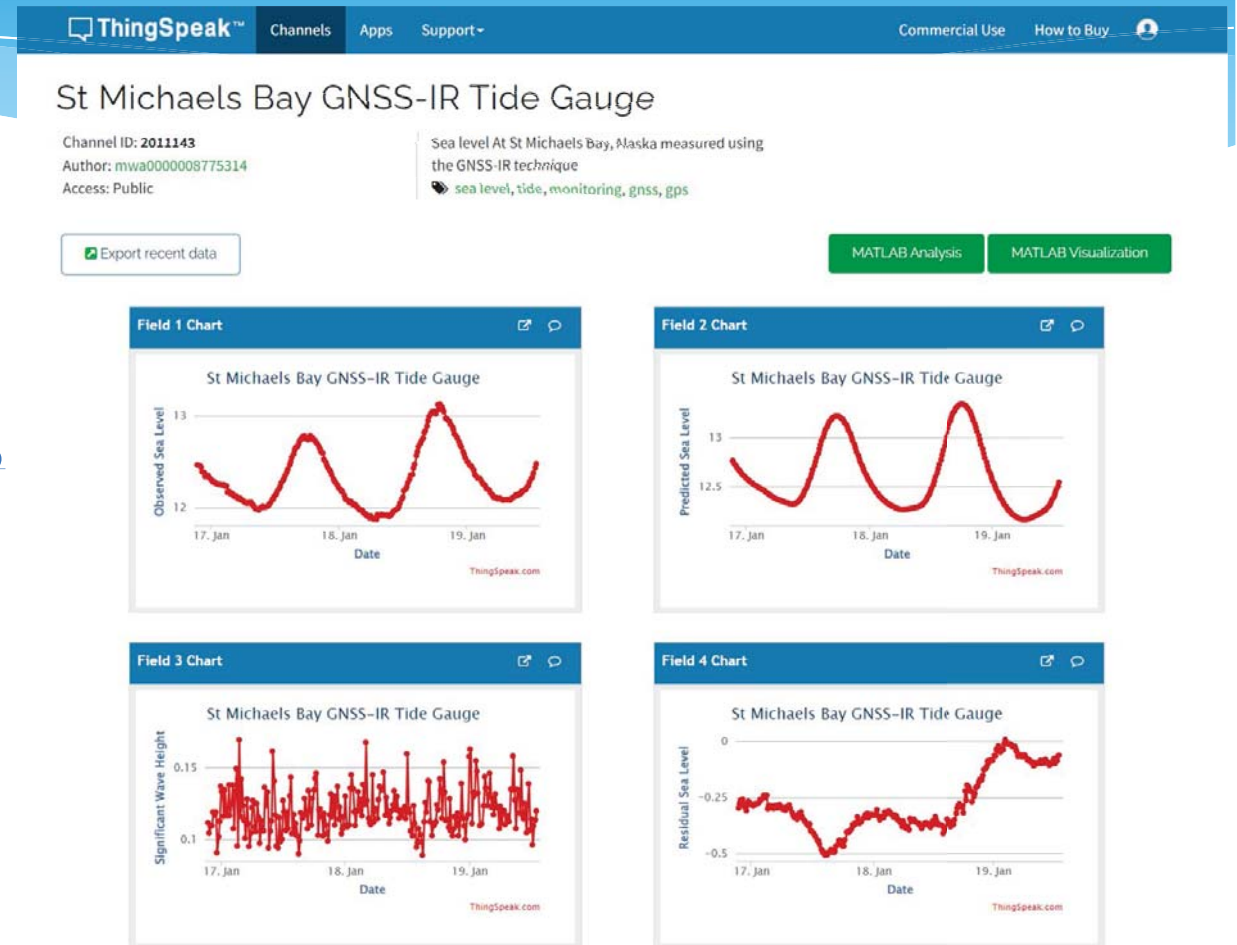 ThingSpeak™ Channels Apps Support Commercial Use How to Buy
St Michaels Bay GNSS-IR Tide Gauge
Channel ID: 2011143
Author: mwa0000008775314
Access: Public
Sea level At St Michaels Bay, Alaska measured using
the GNSS-IR technique
sea level, tide, monitoring, gnss, gps
Export recent data
MATLAB Analysis
MATLAB Visualization
Field 1 Chart
St Michaels Bay GNSS-IR Tide Gauge
Observed Sea Level
13
12
17. Jan 18. Jan 19. Jan
Date
ThingSpeak.com
Field 2 Chart
St Michaels Bay GNSS-IR Tide Gauge
Predicted Sea Level
13
12.5
17. Jan 18. Jan 19. Jan
Date
ThingSpeak.com
Field 3 Chart
St Michaels Bay GNSS-IR Tide Gauge
Significant Wave Height
0.15
0.1
17. Jan 18. Jan 19. Jan
Date
ThingSpeak.com
Field 4 Chart
St Michaels Bay GNSS-IR Tide Gauge
Residual Sea Level
0
-0.25
-0.5
17. Jan 18. Jan 19. Jan
Date
ThingSpeak.com